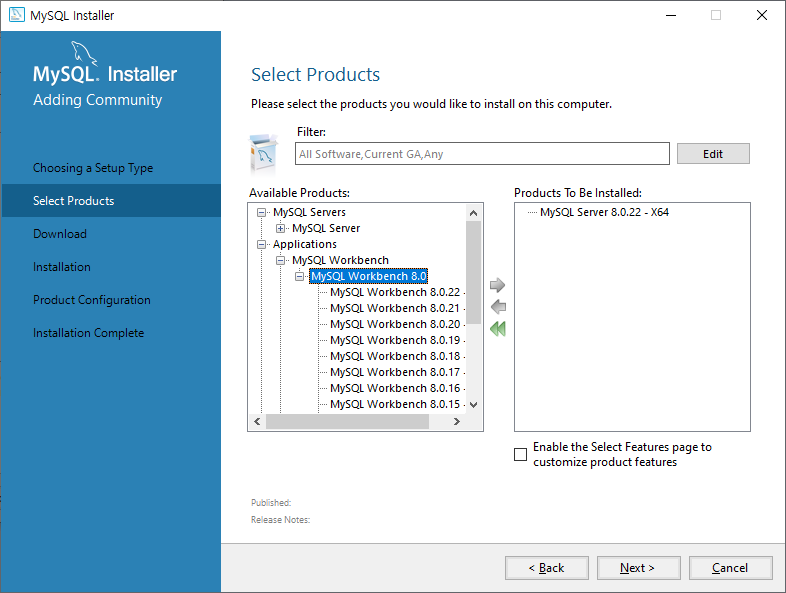 MySQL Installer
MySQL. Installer
Adding Community
Choosing a Setup Type
Select Products
Download
Installation
Product Configuration
Installation Complete
Select Products
Please select the products you would like to install on this computer.
Filter:
All Software,Current GA,Any
Edit
Available Products:
MySQL Servers
MySQL Server
Applications
MySQL Workbench
MySQL Workbench 8.0
MySQL Workbench 8.0.22 -
MySQL Workbench 8.0.21 -
MySQL Workbench 8.0.20 -
MySQL Workbench 8.0.19 -
MySQL Workbench 8.0.18 -
MySQL Workbench 8.0.17 -
MySQL Workbench 8.0.16 -
MySQL Workbench 8.0.15 -
Products To Be Installed:
MySQL Server 8.0.22 - X64
Enable the Select Features page to
customize product features
Published:
Release Notes:
< Back
Next >
Cancel